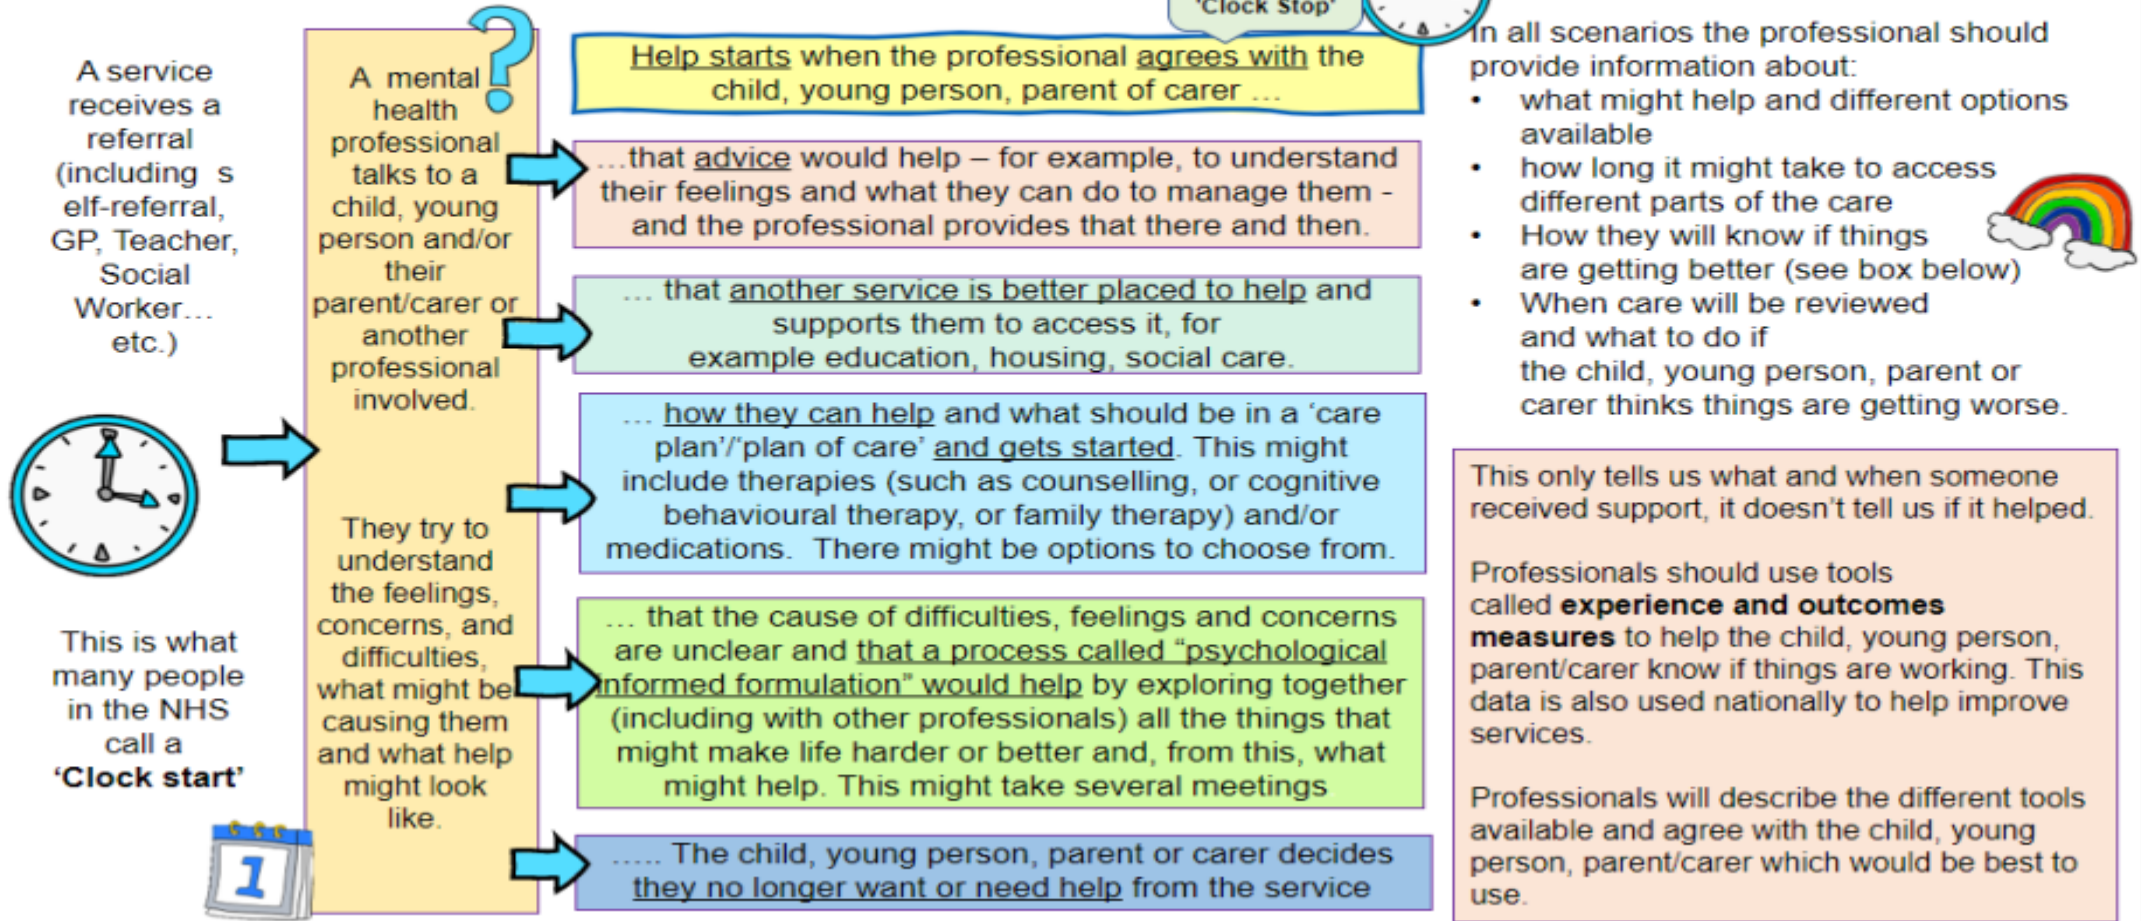 A service
receives a
referral
(including s
elf-referral,
GP, Teacher,
Social
Worker...
etc.)
This is what
many people
in the NHS
call a
‘Clock start’
1
A mental
health
professional
talks to a
child, young
person and/or
their
parent/carer or
another
professional
involved.
They try to
understand
the feelings,
concerns, and
difficulties,
what might be
causing them
and what help
might look
like.
?
‘Clock Stop’
Help starts when the professional agrees with the
child, young person, parent of carer ...
...that advice would help – for example, to understand
their feelings and what they can do to manage them -
and the professional provides that there and then.
... that another service is better placed to help and
supports them to access it, for
example education, housing, social care.
... how they can help and what should be in a ‘care
plan’/‘plan of care’ and gets started. This might
include therapies (such as counselling, or cognitive
behavioural therapy, or family therapy) and/or
medications. There might be options to choose from.
... that the cause of difficulties, feelings and concerns
are unclear and that a process called “psychological
informed formulation” would help by exploring together
(including with other professionals) all the things that
might make life harder or better and, from this, what
might help. This might take several meetings
..... The child, young person, parent or carer decides
they no longer want or need help from the service
In all scenarios the professional should
provide information about:
• what might help and different options
available
• how long it might take to access
different parts of the care
• How they will know if things
are getting better (see box below)
• When care will be reviewed
and what to do if
the child, young person, parent or
carer thinks things are getting worse.
This only tells us what and when someone
received support, it doesn’t tell us if it helped.
Professionals should use tools
called experience and outcomes
measures to help the child, young person,
parent/carer know if things are working. This
data is also used nationally to help improve
services.
Professionals will describe the different tools
available and agree with the child, young
person, parent/carer which would be best to
use.